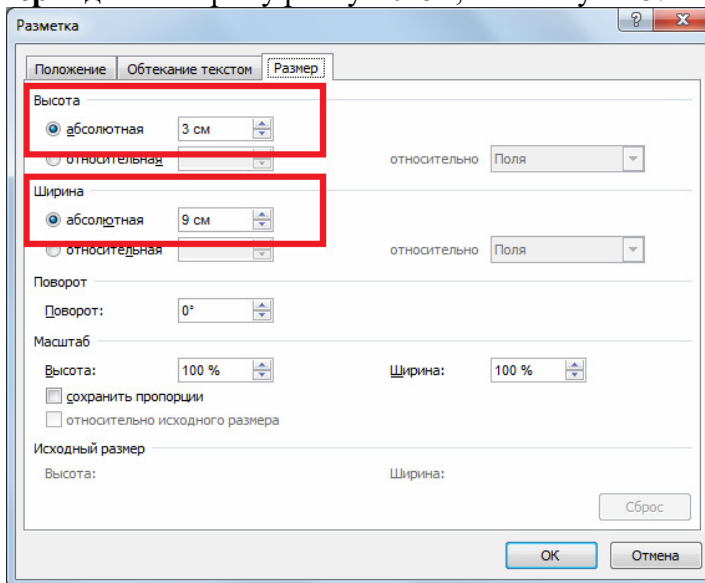 Разметка
Положение Обтекание текстом Размер
Высота
абсолютная 3 см
относительная относительно Поля
Ширина
абсолютная 9 см
относительная относительно Поля
Поворот
Поворот: 0°
Масштаб
Высота: 100 % Ширина: 100 %
сохранить пропорции
относительно исходного размера
Исходный размер
Высота: Ширина:
Сброс
ОК Отмена